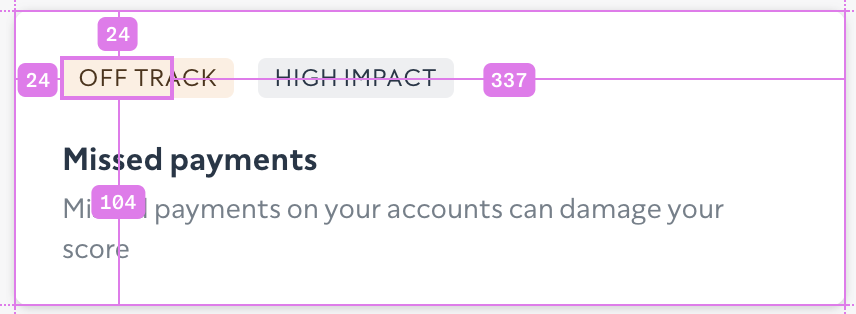 24
24 OFF TRACK HIGH IMPACT 337
Missed payments
104 payments on your accounts can damage your
score